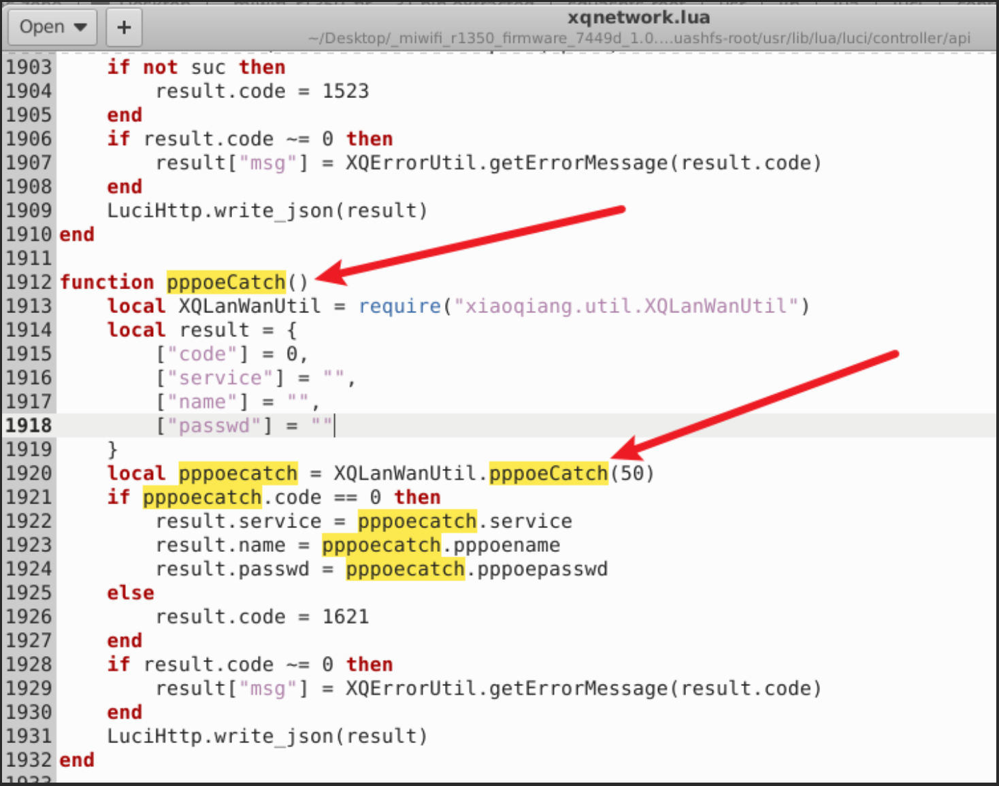 xqnetwork.lua
Open +
~/Desktop/_miwifi_r1350_firmware_7449d_1.0....uashfs-root/usr/lib/lua/luci/controller/api
1903 if not suc then
1904 result.code = 1523
1905 end
1906 if result.code ~= 0 then
1907 result["msg"] = XQErrorUtil.getErrorMessage(result.code)
1908 end
1909 LuciHttp.write_json(result)
1910 end
1911
1912 function pppoeCatch()
1913 local XQLanWanUtil = require("xiaoqiang.util.XQLanWanUtil")
1914 local result = {
1915 ["code"] = 0,
1916 ["service"] = "",
1917 ["name"] = "",
1918 ["passwd"] = ""
1919 }
1920 local pppoecatch = XQLanWanUtil.pppoeCatch(50)
1921 if pppoecatch.code == 0 then
1922 result.service = pppoecatch.service
1923 result.name = pppoecatch.pppoename
1924 result.passwd = pppoecatch.pppoepasswd
1925 else
1926 result.code = 1621
1927 end
1928 if result.code ~= 0 then
1929 result["msg"] = XQErrorUtil.getErrorMessage(result.code)
1930 end
1931 LuciHttp.write_json(result)
1932 end